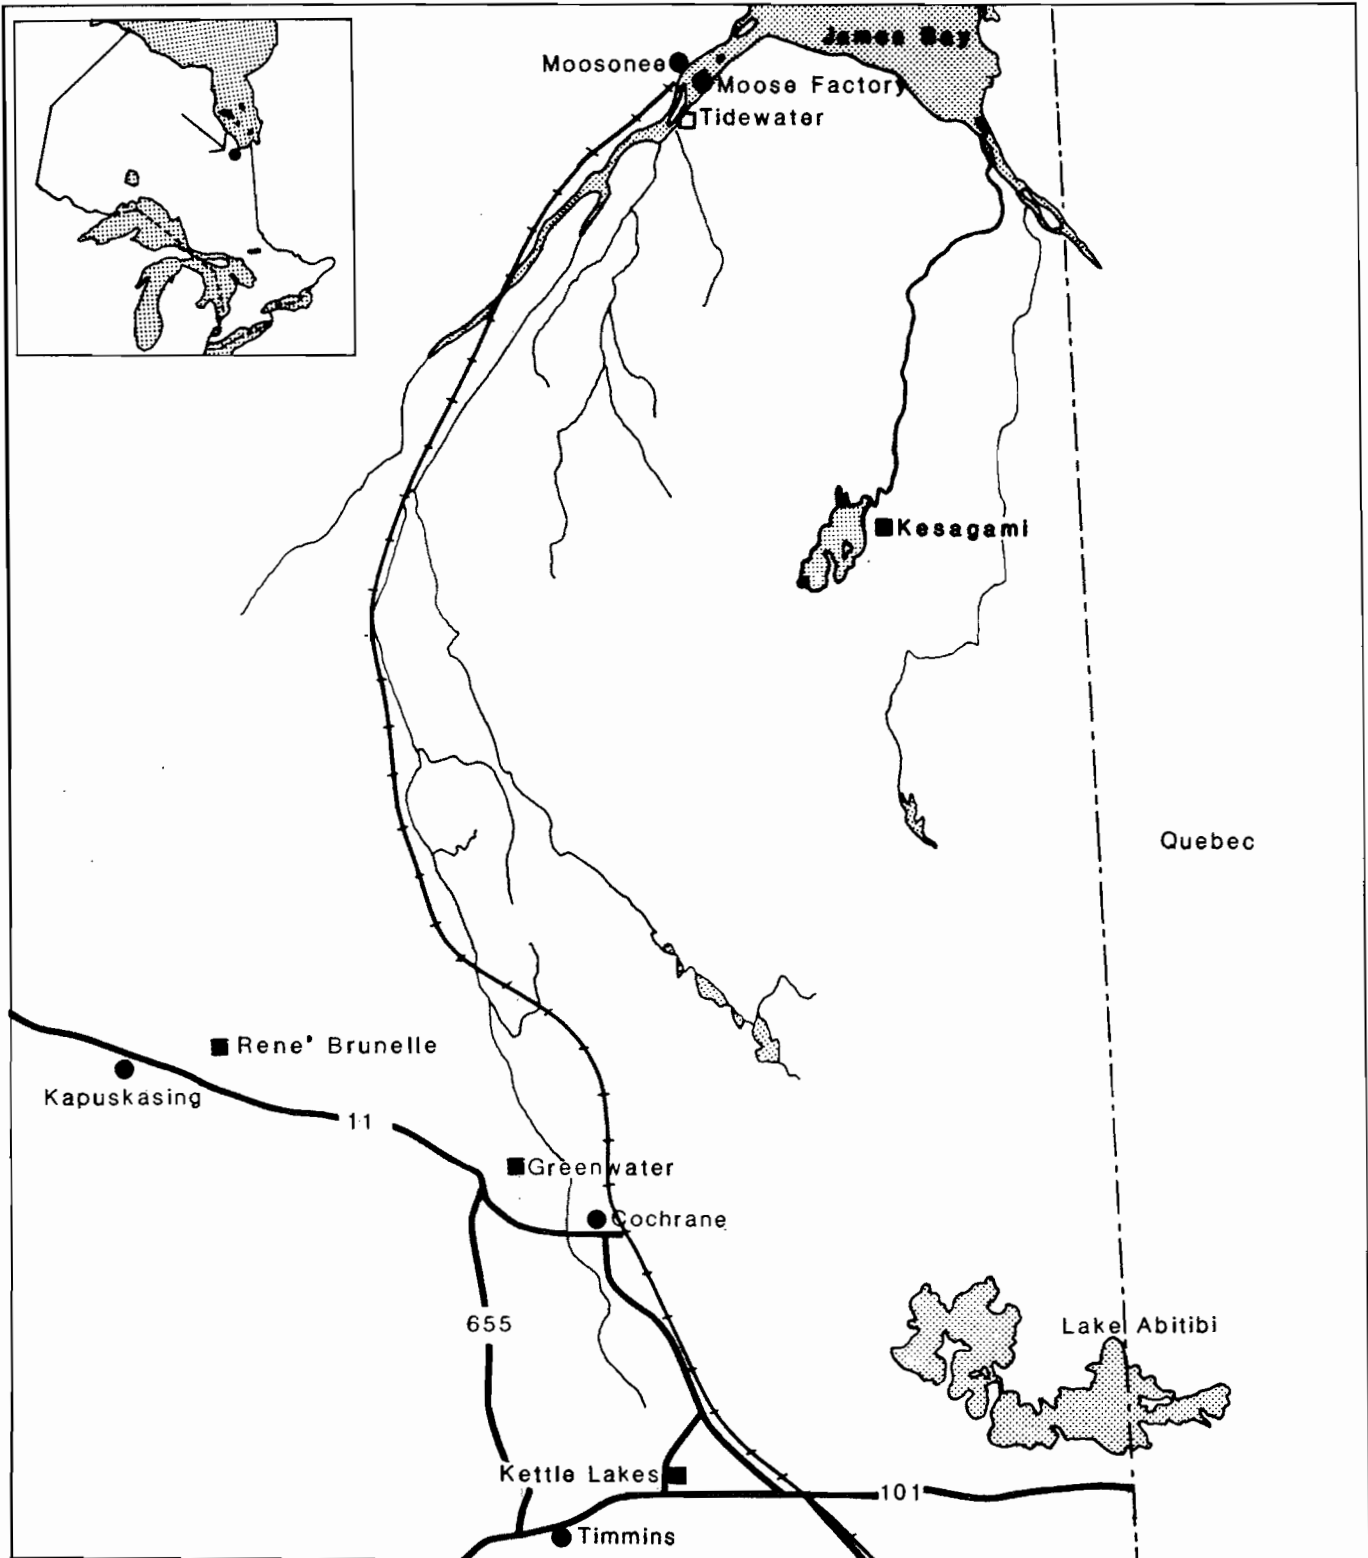 James Bay
Moosonee
Moose Factory
Tidewater
Kesagami
Quebec
Rene' Brunelle
Kapuskasing
11
Greenwater
Cochrane
655
Lake Abitibi
Kettle Lakes
101
Timmins